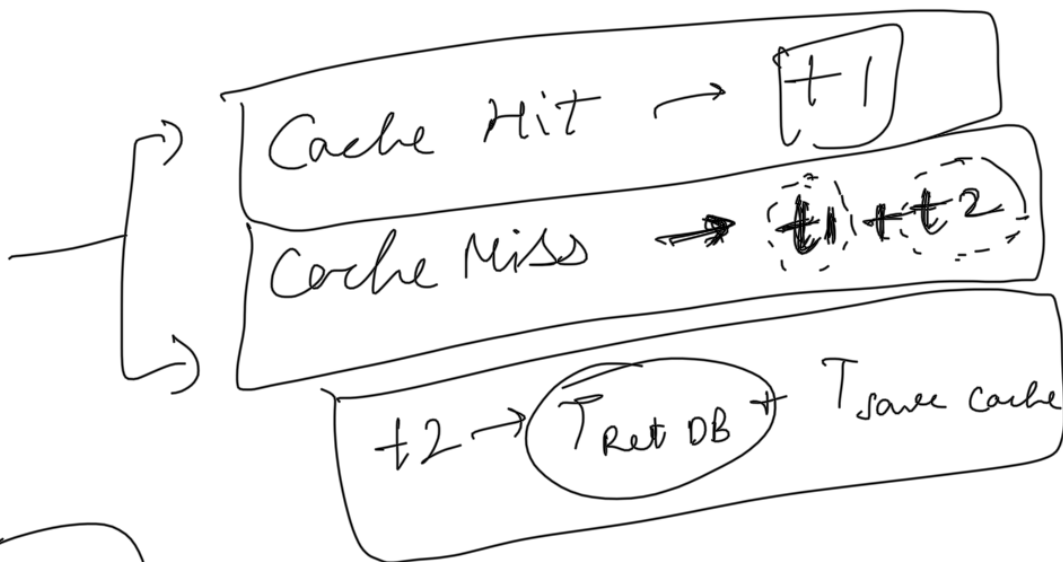 Cache Hit → t1
Cache Miss → t1 + t2
t2 → T Ret DB + T save cache